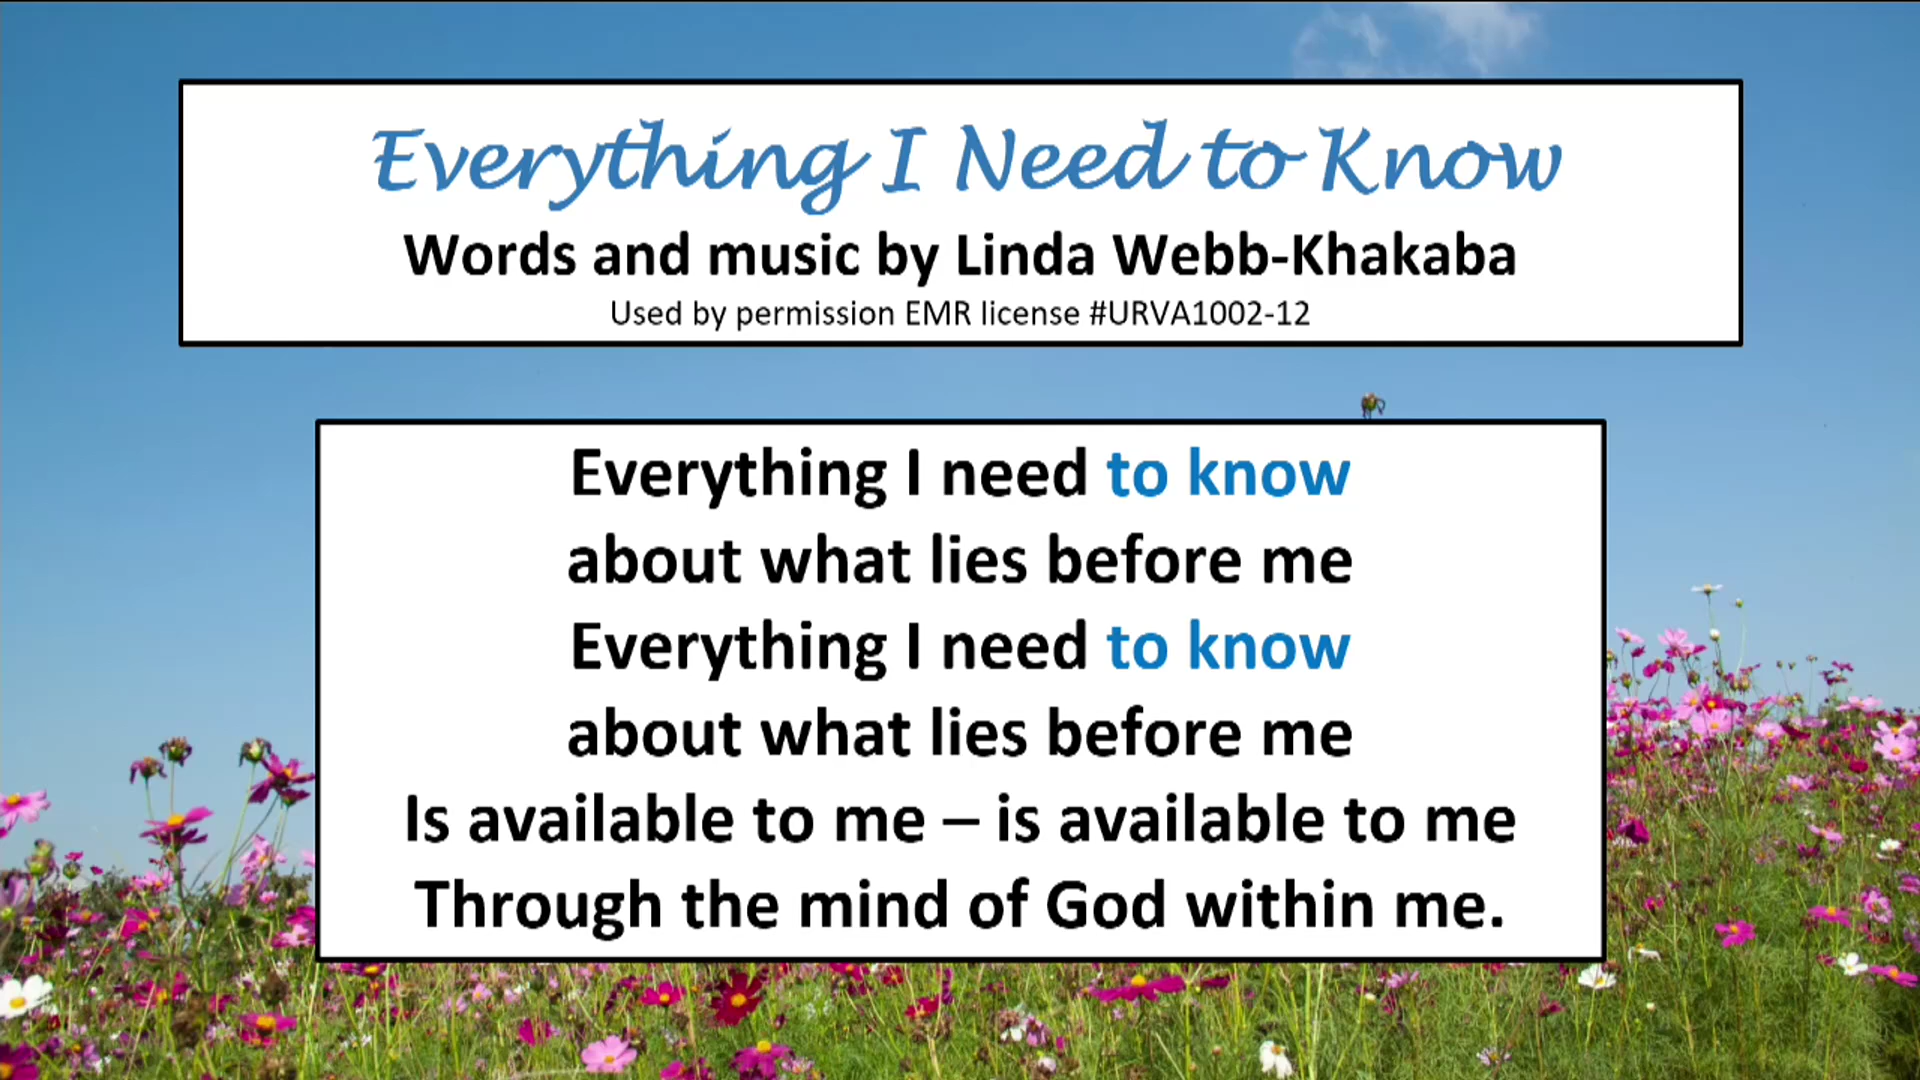 Everything I Need to Know
Words and music by Linda Webb-Khakaba
Used by permission EMR license #URVA1002-12
Everything I need to know
about what lies before me
Everything I need to know
about what lies before me
Is available to me – is available to me
Through the mind of God within me.